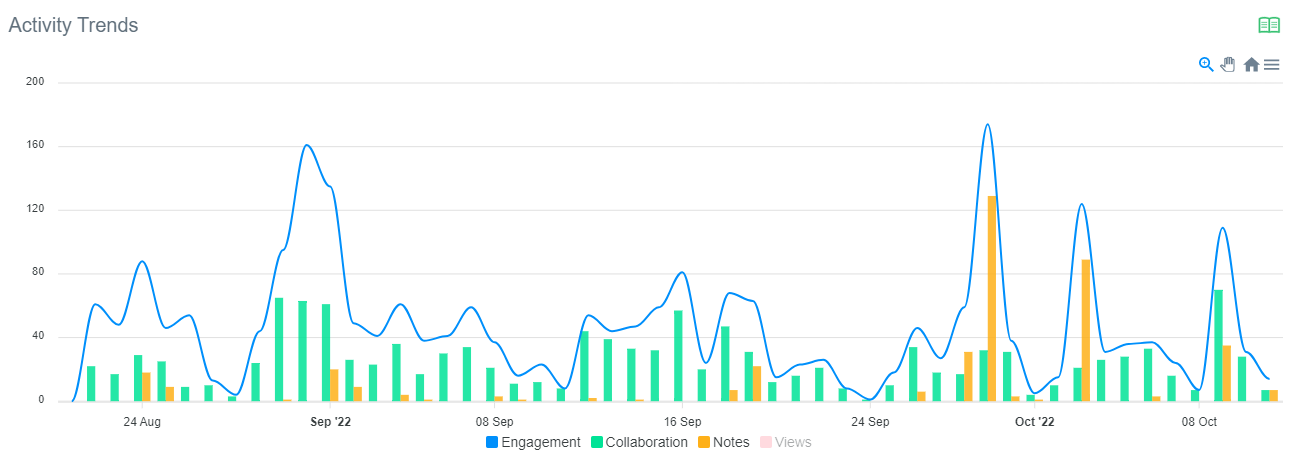 Activity Trends
200
160
120
80
40
0
24 Aug Sep '22 08 Sep 16 Sep 24 Sep Oct '22 08 Oct
Engagement Collaboration Notes Views